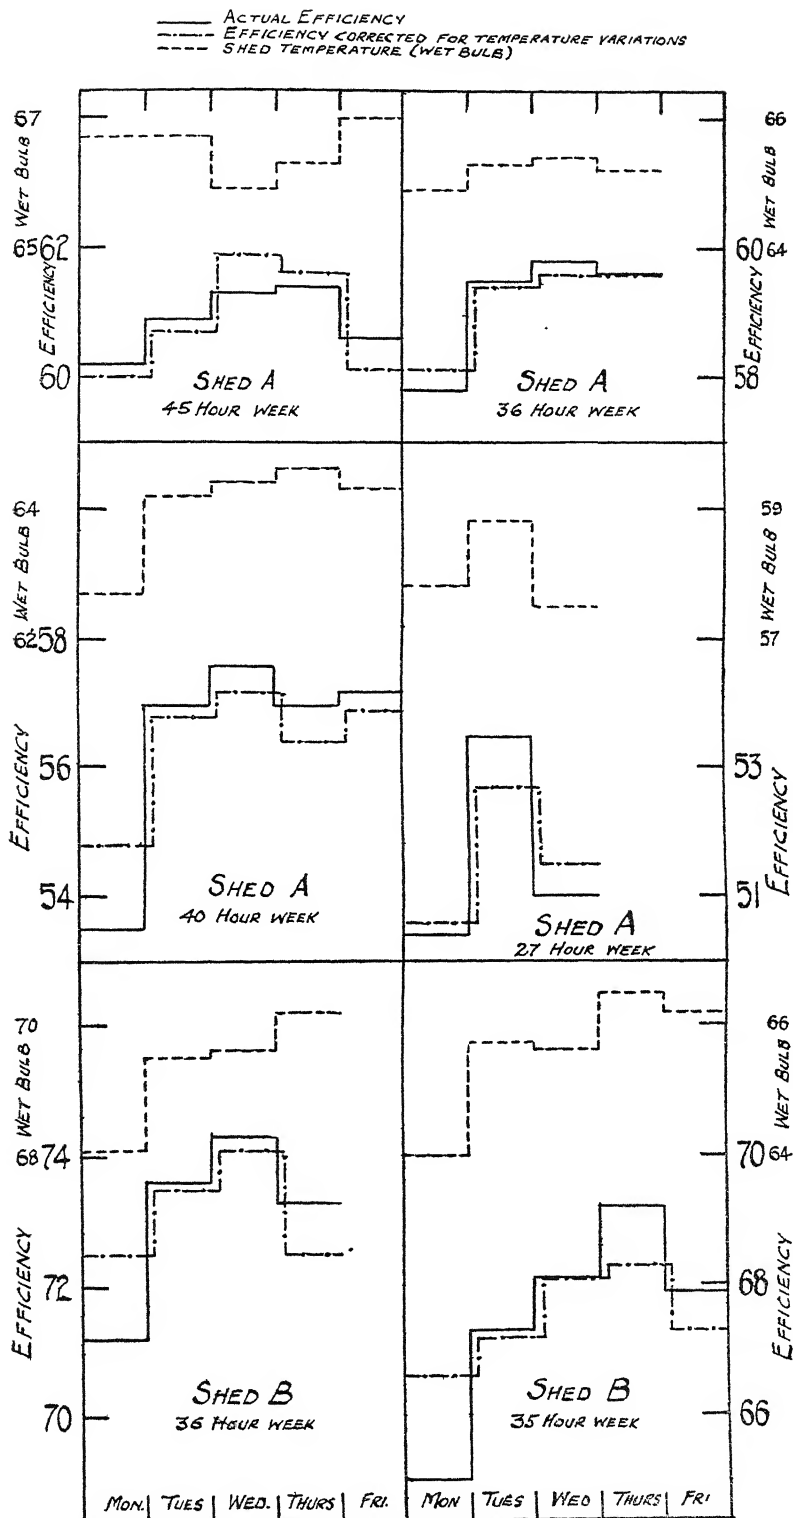 ACTUAL EFFICIENCY
EFFICIENCY CORRECTED FOR TEMPERATURE VARIATIONS
SHED TEMPERATURE (WET BULB)
67
WET BULB
65 62
EFFICIENCY
60
SHED A
45 HOUR WEEK
66
WET BULB
60 64
EFFICIENCY
58
SHED A
36 HOUR WEEK
64
WET BULB
62 58
EFFICIENCY
56
54
SHED A
40 HOUR WEEK
59
WET BULB
57
53
EFFICIENCY
51
SHED A
27 HOUR WEEK
70
WET BULB
68 74
EFFICIENCY
72
70
SHED B
36 HOUR WEEK
66
WET BULB
70 64
EFFICIENCY
68
66
SHED B
35 HOUR WEEK
MON. TUES WED. THURS FRI. MON TUES WED THURS FRI